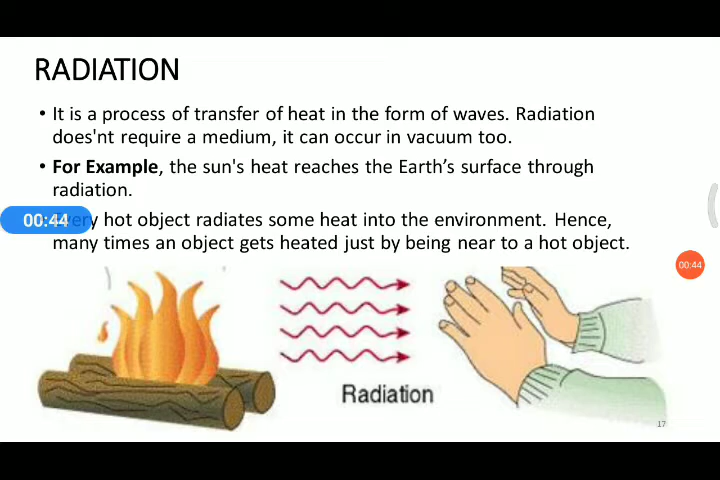 RADIATION
• It is a process of transfer of heat in the form of waves. Radiation
does'nt require a medium, it can occur in vacuum too.
• For Example, the sun's heat reaches the Earth's surface through
radiation.
00:44
hot object radiates some heat into the environment. Hence,
many times an object gets heated just by being near to a hot object.
00:44
Radiation
17